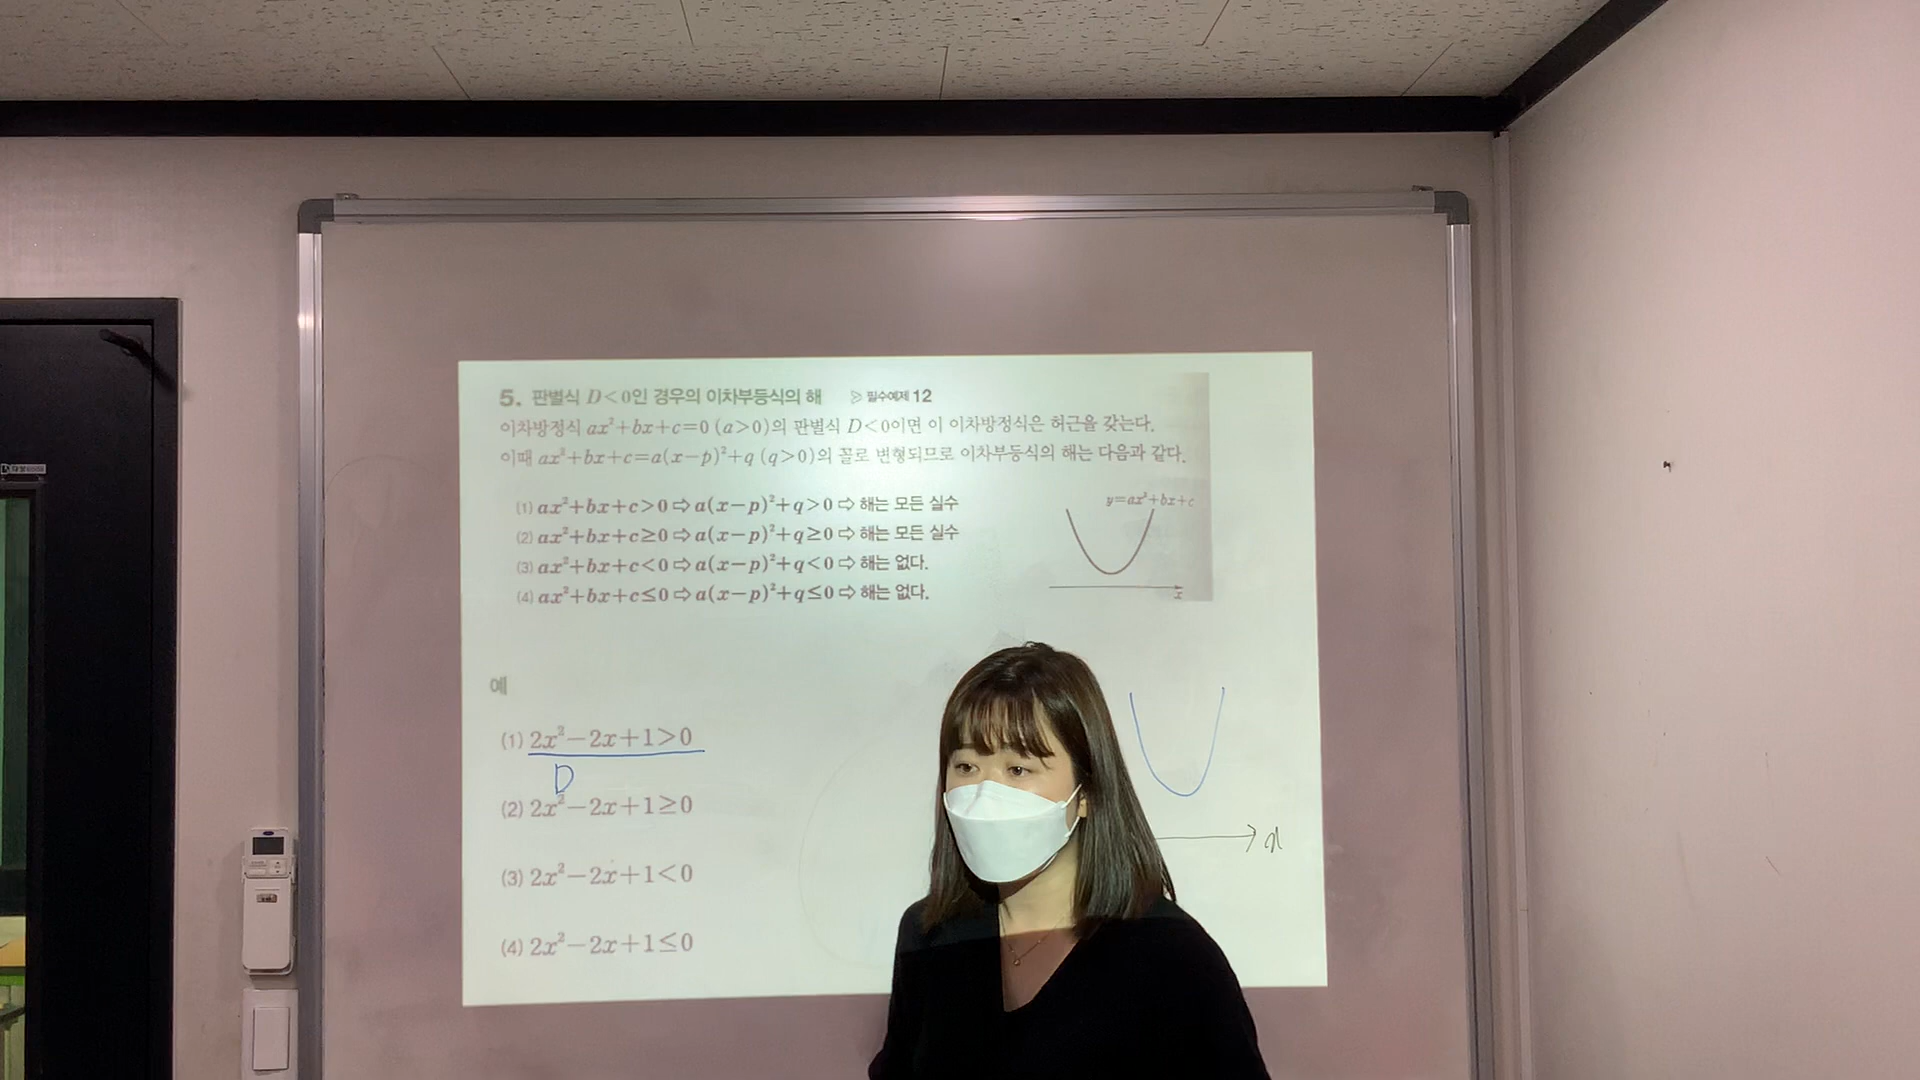 5. 판별식 D<0인 경우의 이차부등식의 해 ▷ 필수예제 12
이차방정식 ax²+bx+c=0 (a>0)의 판별식 D<0이면 이 이차방정식은 허근을 갖는다.
이때 ax²+bx+c=a(x-p)²+q (q>0)의 꼴로 변형되므로 이차부등식의 해는 다음과 같다.
(1) ax²+bx+c>0 ⇨ a(x-p)²+q>0 ⇨ 해는 모든 실수
(2) ax²+bx+c≥0 ⇨ a(x-p)²+q≥0 ⇨ 해는 모든 실수
(3) ax²+bx+c<0 ⇨ a(x-p)²+q<0 ⇨ 해는 없다.
(4) ax²+bx+c≤0 ⇨ a(x-p)²+q≤0 ⇨ 해는 없다.
y=ax²+bx+c
x
예
(1) 2x²-2x+1>0
D
(2) 2x²-2x+1≥0
(3) 2x²-2x+1<0
(4) 2x²-2x+1≤0
x